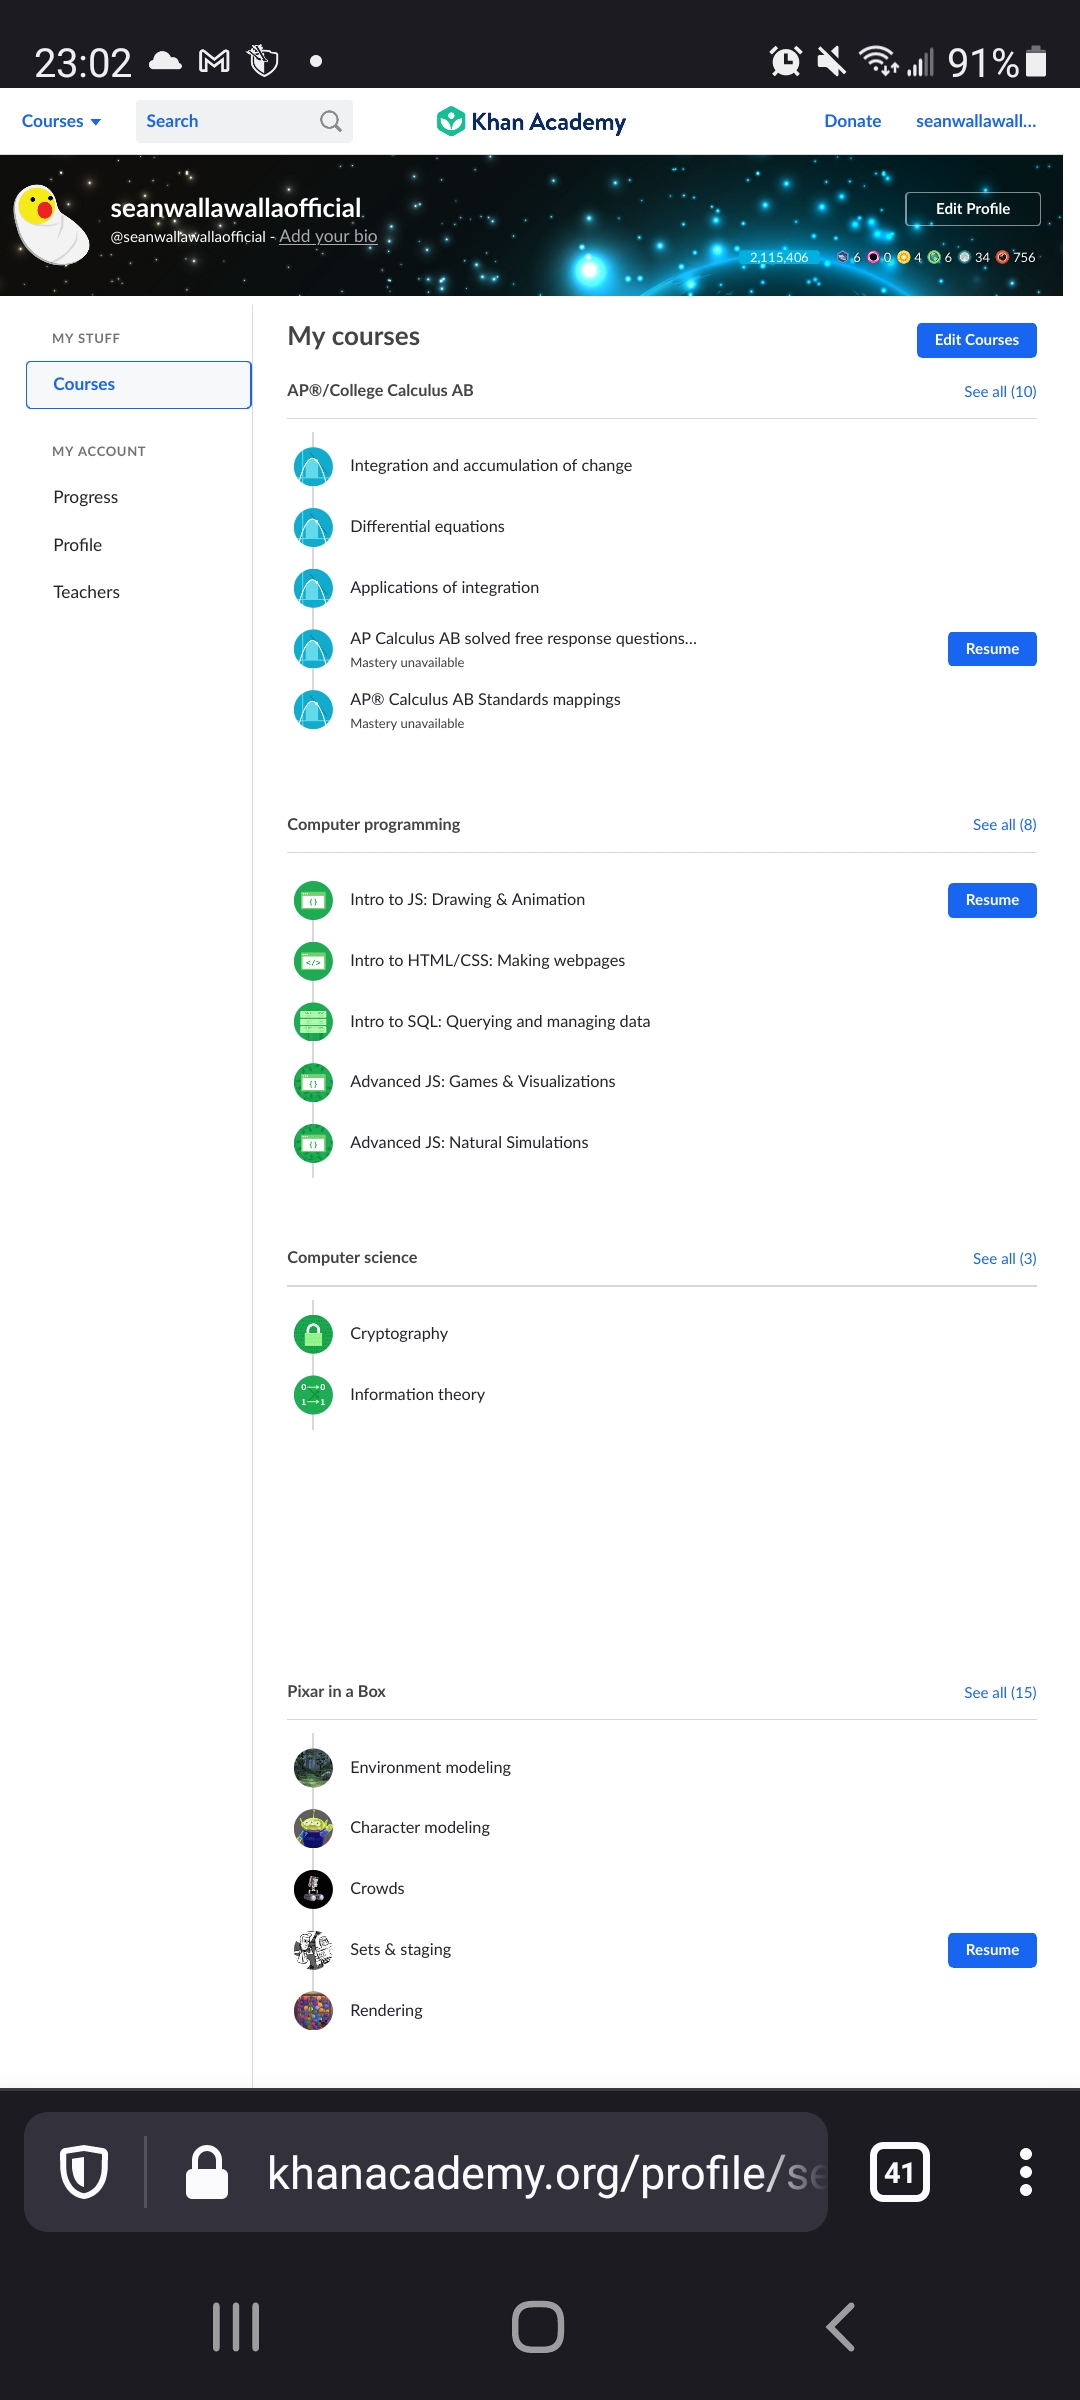 23:02
91%
Courses
Search
Khan Academy
Donate
seanwallawall...
seanwallawallaofficial
@seanwallawallaofficial - Add your bio
Edit Profile
2,115,406 6 0 4 6 34 756
MY STUFF
Courses
MY ACCOUNT
Progress
Profile
Teachers
My courses
Edit Courses
AP®/College Calculus AB
See all (10)
Integration and accumulation of change
Differential equations
Applications of integration
AP Calculus AB solved free response questions...
Mastery unavailable
Resume
AP® Calculus AB Standards mappings
Mastery unavailable
Computer programming
See all (8)
Intro to JS: Drawing & Animation
Resume
Intro to HTML/CSS: Making webpages
Intro to SQL: Querying and managing data
Advanced JS: Games & Visualizations
Advanced JS: Natural Simulations
Computer science
See all (3)
Cryptography
Information theory
Pixar in a Box
See all (15)
Environment modeling
Character modeling
Crowds
Sets & staging
Resume
Rendering
khanacademy.org/profile/se
41